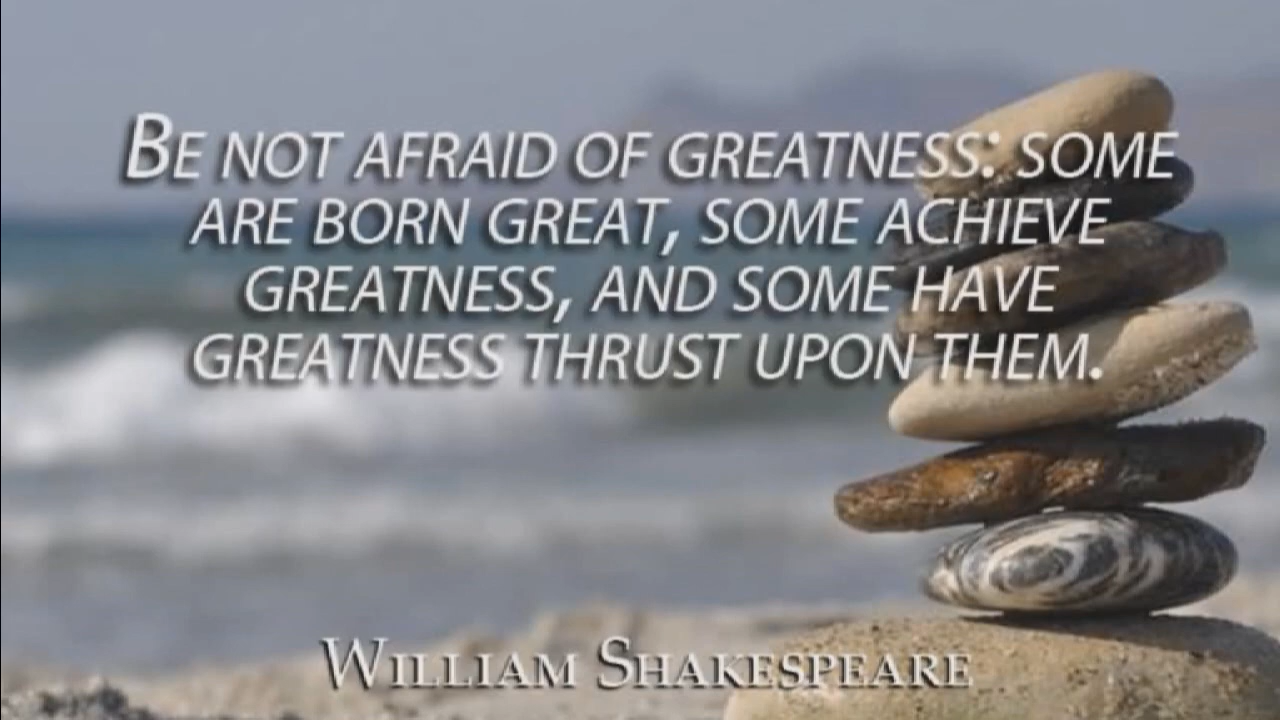 Be not afraid of greatness: some
are born great, some achieve
greatness, and some have
greatness thrust upon them.
William Shakespeare